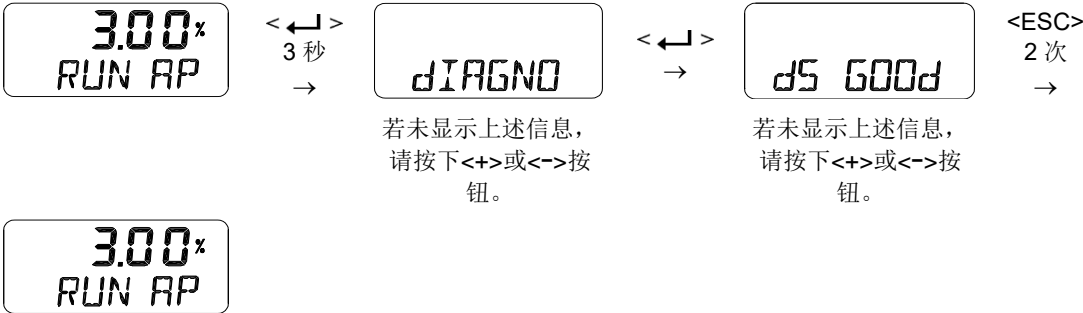 3.00%
RUN AP
< ↵ >
3 秒
→
dIAGNO
若未显示上述信息，
请按下<+>或<->按
钮。
< ↵ >
→
dS GOOd
若未显示上述信息，
请按下<+>或<->按
钮。
<ESC>
2 次
→
3.00%
RUN AP